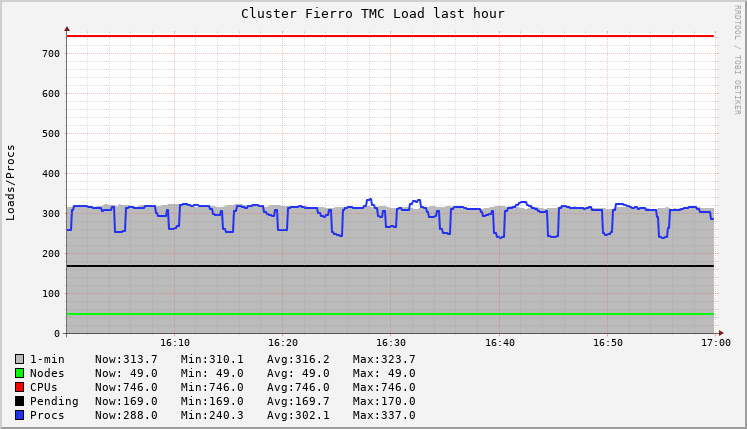 Cluster Fierro TMC Load last hour
RRDTOOL / TOBI OETIKER
Loads/Procs
700
600
500
400
300
200
100
0
16:10 16:20 16:30 16:40 16:50 17:00
1-min Now:313.7 Min:310.1 Avg:316.2 Max:323.7
Nodes Now: 49.0 Min: 49.0 Avg: 49.0 Max: 49.0
CPUs Now:746.0 Min:746.0 Avg:746.0 Max:746.0
Pending Now:169.0 Min:169.0 Avg:169.7 Max:170.0
Procs Now:288.0 Min:240.3 Avg:302.1 Max:337.0